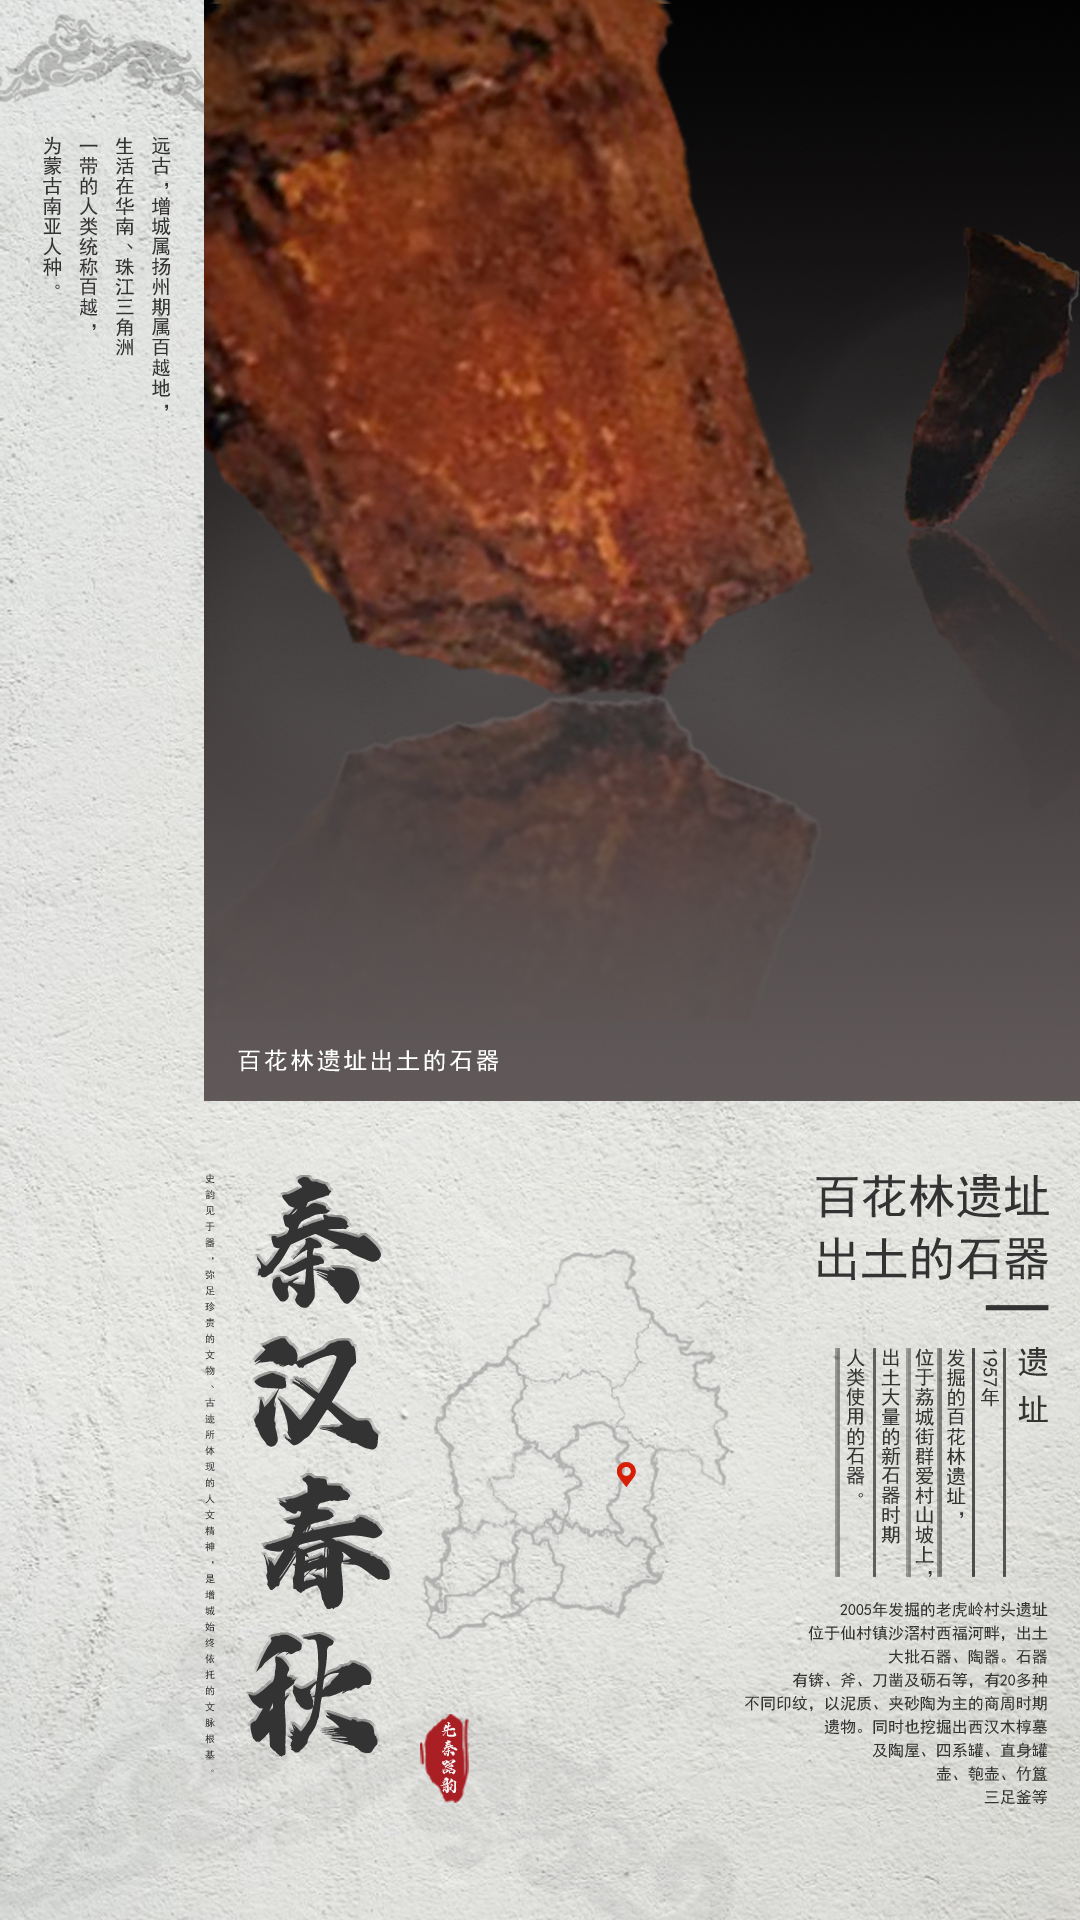 远古，增城属扬州期属百越地，
生活在华南、珠江三角洲
一带的人类统称百越，
为蒙古南亚人种。
百花林遗址出土的石器
百花林遗址
出土的石器
遗址
1957年
发掘的百花林遗址，
位于荔城街群爱村山坡上，
出土大量的新石器时期
人类使用的石器。
2005年发掘的老虎岭村头遗址
位于仙村镇沙滘村西福河畔，出土
大批石器、陶器。石器
有锛、斧、刀凿及砺石等，有20多种
不同印纹，以泥质、夹砂陶为主的商周时期
遗物。同时也挖掘出西汉木椁墓
及陶屋、四系罐、直身罐
壶、匏壶、竹簋
三足釜等
秦汉春秋
史韵见于器，弥足珍贵的文物、古迹所体现的人文精神，是增城始终依托的文脉根基。
先秦窑韵